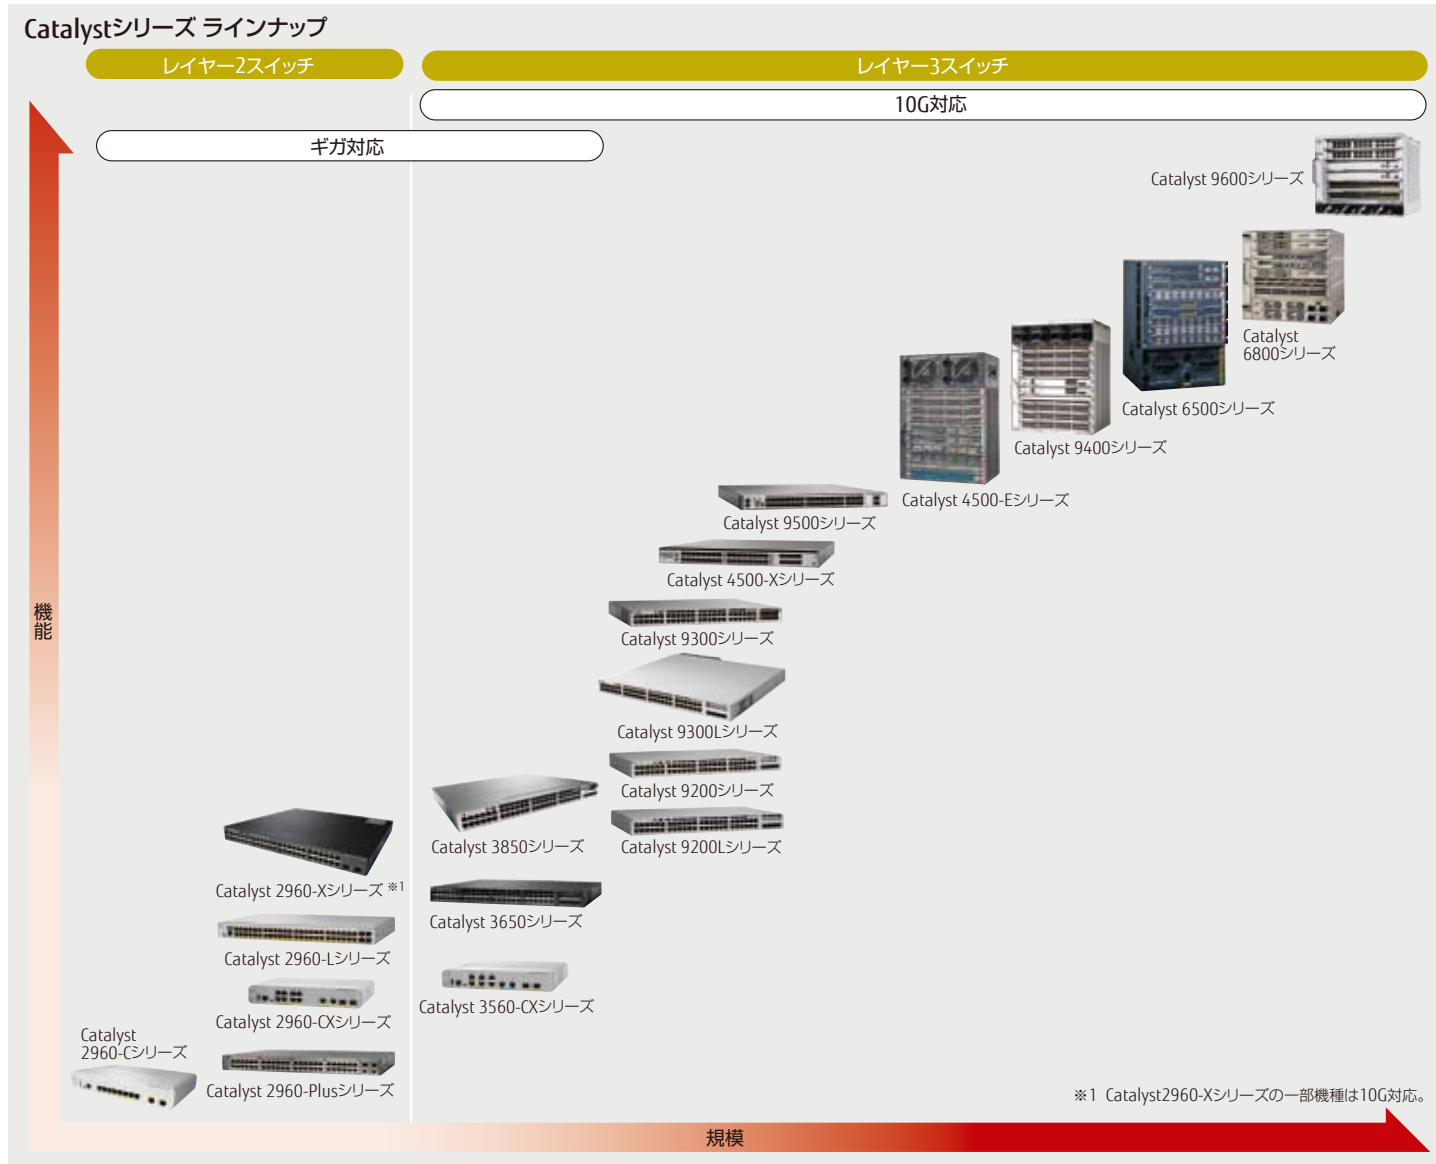 Catalystシリーズ ラインナップ
レイヤー2スイッチ
レイヤー3スイッチ
10G対応
ギガ対応
Catalyst 9600シリーズ
Catalyst
6800シリーズ
Catalyst 6500シリーズ
Catalyst 9400シリーズ
Catalyst 4500-Eシリーズ
Catalyst 9500シリーズ
Catalyst 4500-Xシリーズ
Catalyst 9300シリーズ
Catalyst 9300Lシリーズ
Catalyst 9200シリーズ
Catalyst 9200Lシリーズ
Catalyst 3850シリーズ
Catalyst 3650シリーズ
Catalyst 3560-CXシリーズ
Catalyst 2960-Xシリーズ ※1
Catalyst 2960-Lシリーズ
Catalyst 2960-CXシリーズ
Catalyst
2960-Cシリーズ
Catalyst 2960-Plusシリーズ
機能
規模
※1 Catalyst2960-Xシリーズの一部機種は10G対応。